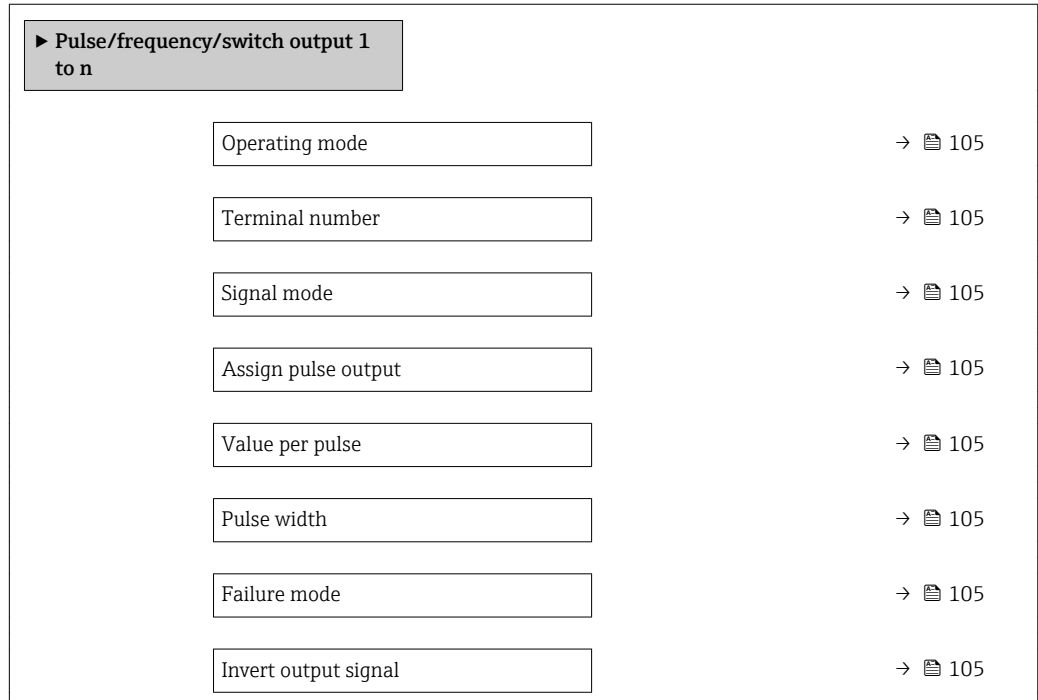 ▶ Pulse/frequency/switch output 1
to n
Operating mode → 105
Terminal number → 105
Signal mode → 105
Assign pulse output → 105
Value per pulse → 105
Pulse width → 105
Failure mode → 105
Invert output signal → 105